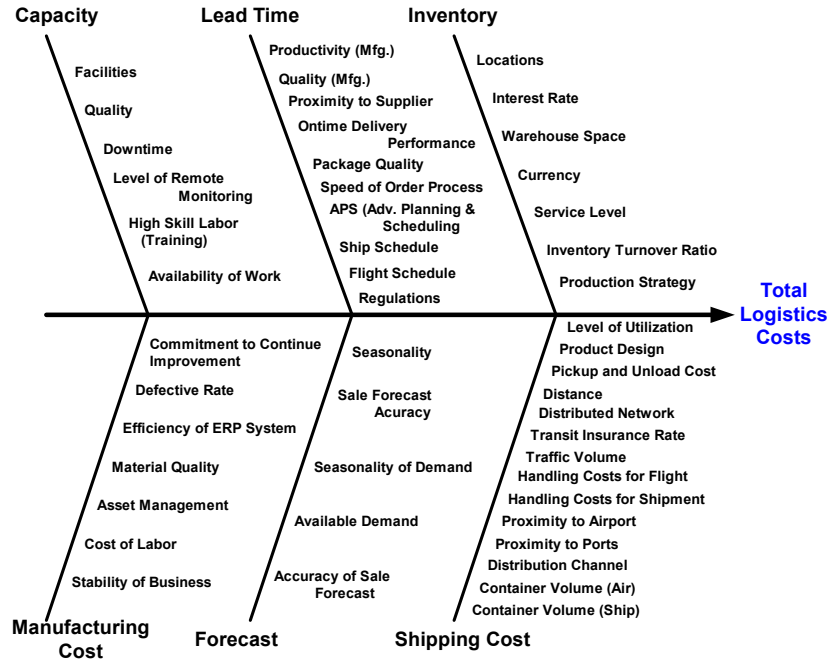 Capacity
Lead Time
Inventory
Facilities
Quality
Downtime
Level of Remote
Monitoring
High Skill Labor
(Training)
Availability of Work
Productivity (Mfg.)
Quality (Mfg.)
Proximity to Supplier
Ontime Delivery
Performance
Package Quality
Speed of Order Process
APS (Adv. Planning &
Scheduling
Ship Schedule
Flight Schedule
Regulations
Locations
Interest Rate
Warehouse Space
Currency
Service Level
Inventory Turnover Ratio
Production Strategy
Total
Logistics
Costs
Commitment to Continue
Improvement
Defective Rate
Efficiency of ERP System
Material Quality
Asset Management
Cost of Labor
Stability of Business
Seasonality
Sale Forecast
Acuracy
Seasonality of Demand
Available Demand
Accuracy of Sale
Forecast
Level of Utilization
Product Design
Pickup and Unload Cost
Distance
Distributed Network
Transit Insurance Rate
Traffic Volume
Handling Costs for Flight
Handling Costs for Shipment
Proximity to Airport
Proximity to Ports
Distribution Channel
Container Volume (Air)
Container Volume (Ship)
Manufacturing
Cost
Forecast
Shipping Cost